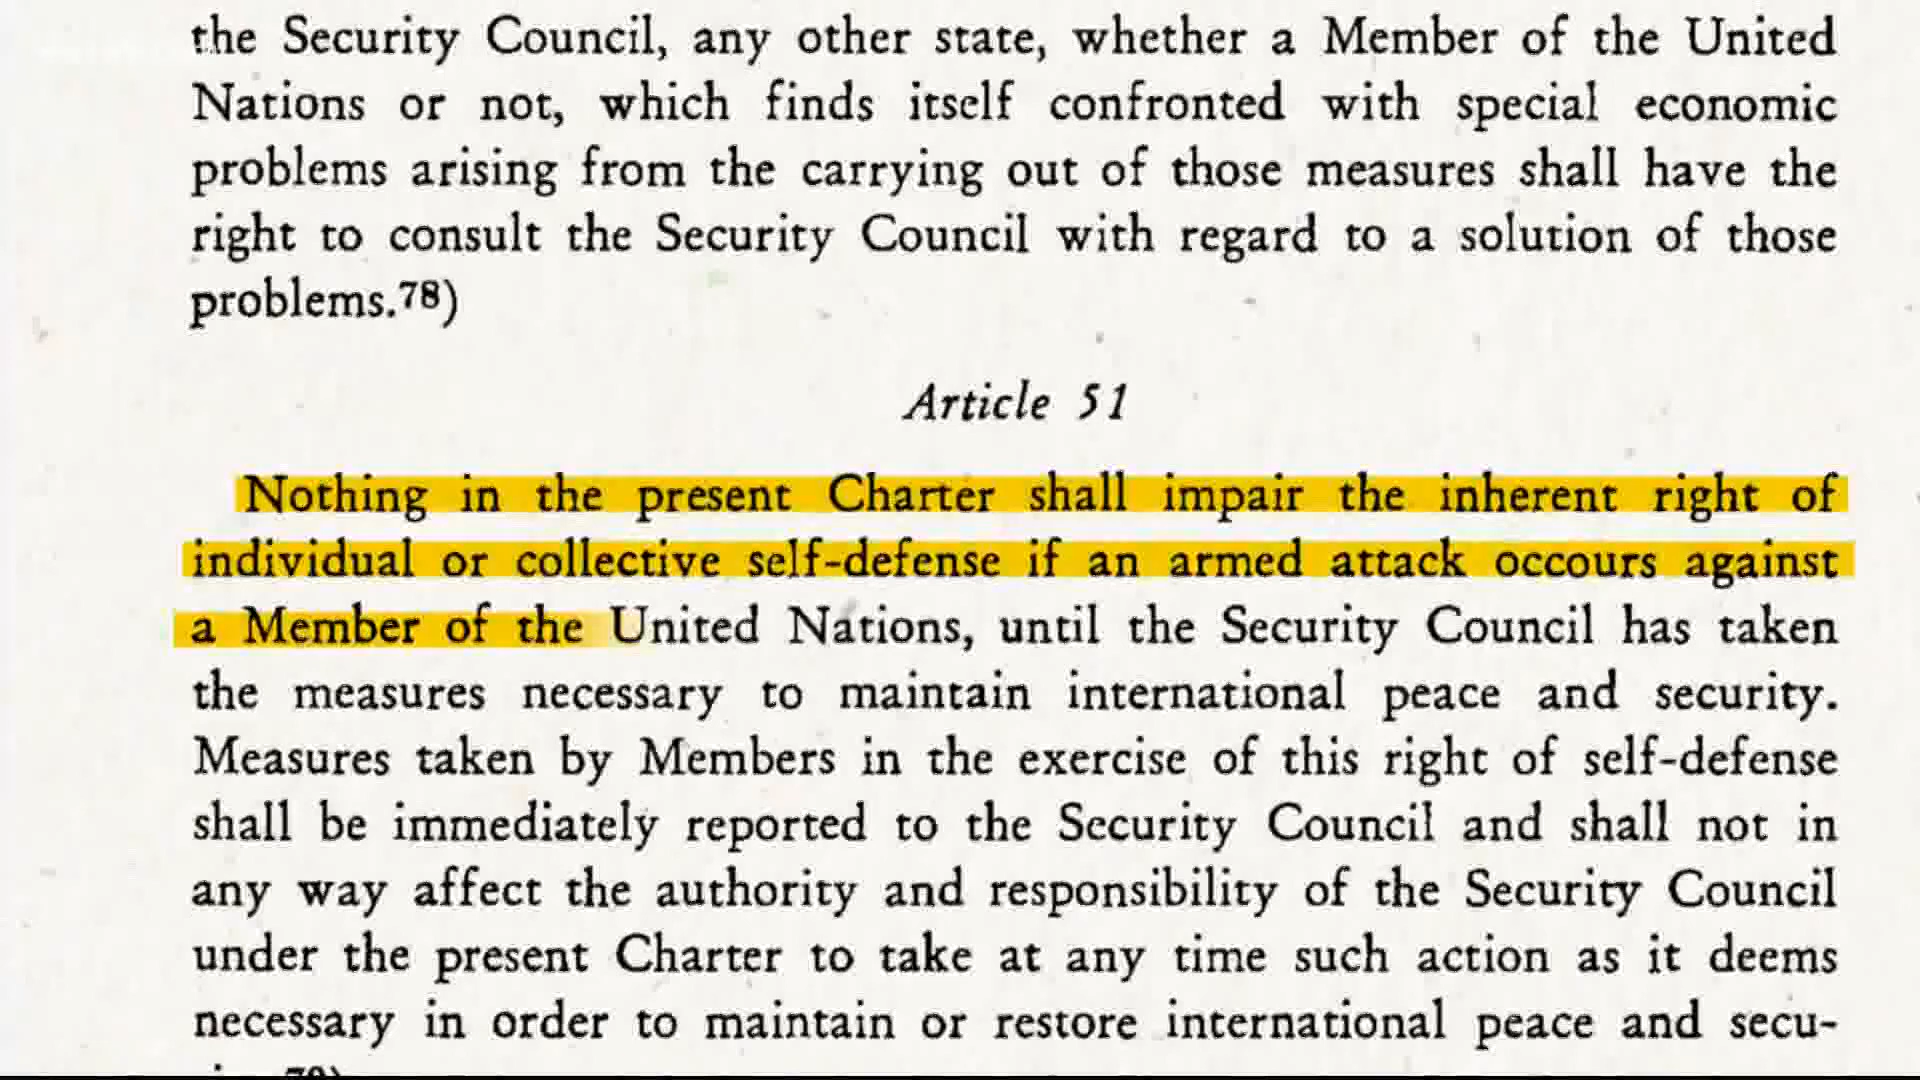 the Security Council, any other state, whether a Member of the United
Nations or not, which finds itself confronted with special economic
problems arising from the carrying out of those measures shall have the
right to consult the Security Council with regard to a solution of those
problems.78)
Article 51
Nothing in the present Charter shall impair the inherent right of
individual or collective self-defense if an armed attack occours against
a Member of the United Nations, until the Security Council has taken
the measures necessary to maintain international peace and security.
Measures taken by Members in the exercise of this right of self-defense
shall be immediately reported to the Security Council and shall not in
any way affect the authority and responsibility of the Security Council
under the present Charter to take at any time such action as it deems
necessary in order to maintain or restore international peace and secu-